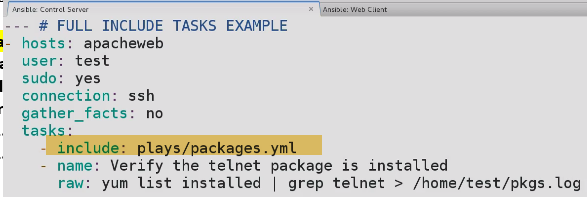 Ansible: Control Server × Ansible: Web Client
--- # FULL INCLUDE TASKS EXAMPLE
- hosts: apacheweb
user: test
sudo: yes
connection: ssh
gather_facts: no
tasks:
- include: plays/packages.yml
- name: Verify the telnet package is installed
raw: yum list installed | grep telnet > /home/test/pkgs.log